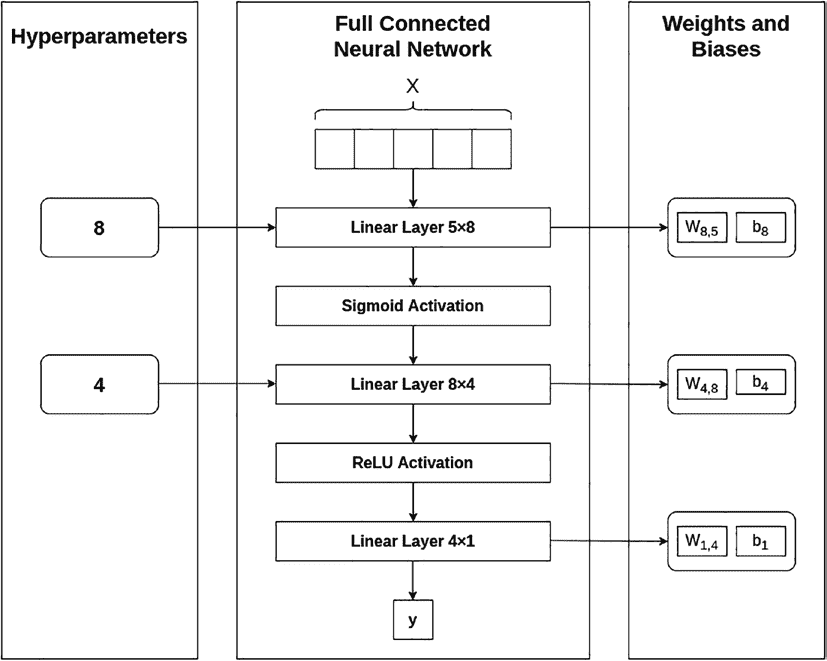 Hyperparameters
Full Connected
Neural Network
Weights and
Biases
X
8
Linear Layer 5×8
W8,5
b8
Sigmoid Activation
4
Linear Layer 8×4
W4,8
b4
ReLU Activation
Linear Layer 4×1
W1,4
b1
y